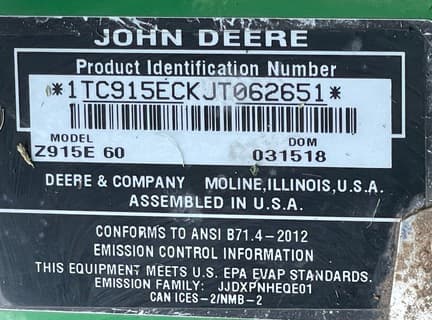 JOHN DEERE
Product Identification Number
*1TC915ECKJT062651*
MODEL DOM
Z915E 60 031518
DEERE & COMPANY MOLINE, ILLINOIS, U.S.A.
ASSEMBLED IN U.S.A.
CONFORMS TO ANSI B71.4-2012
EMISSION CONTROL INFORMATION
THIS EQUIPMENT MEETS U.S. EPA EVAP STANDARDS.
EMISSION FAMILY: JJDXPNHEQE01
CAN ICES-2/NMB-2